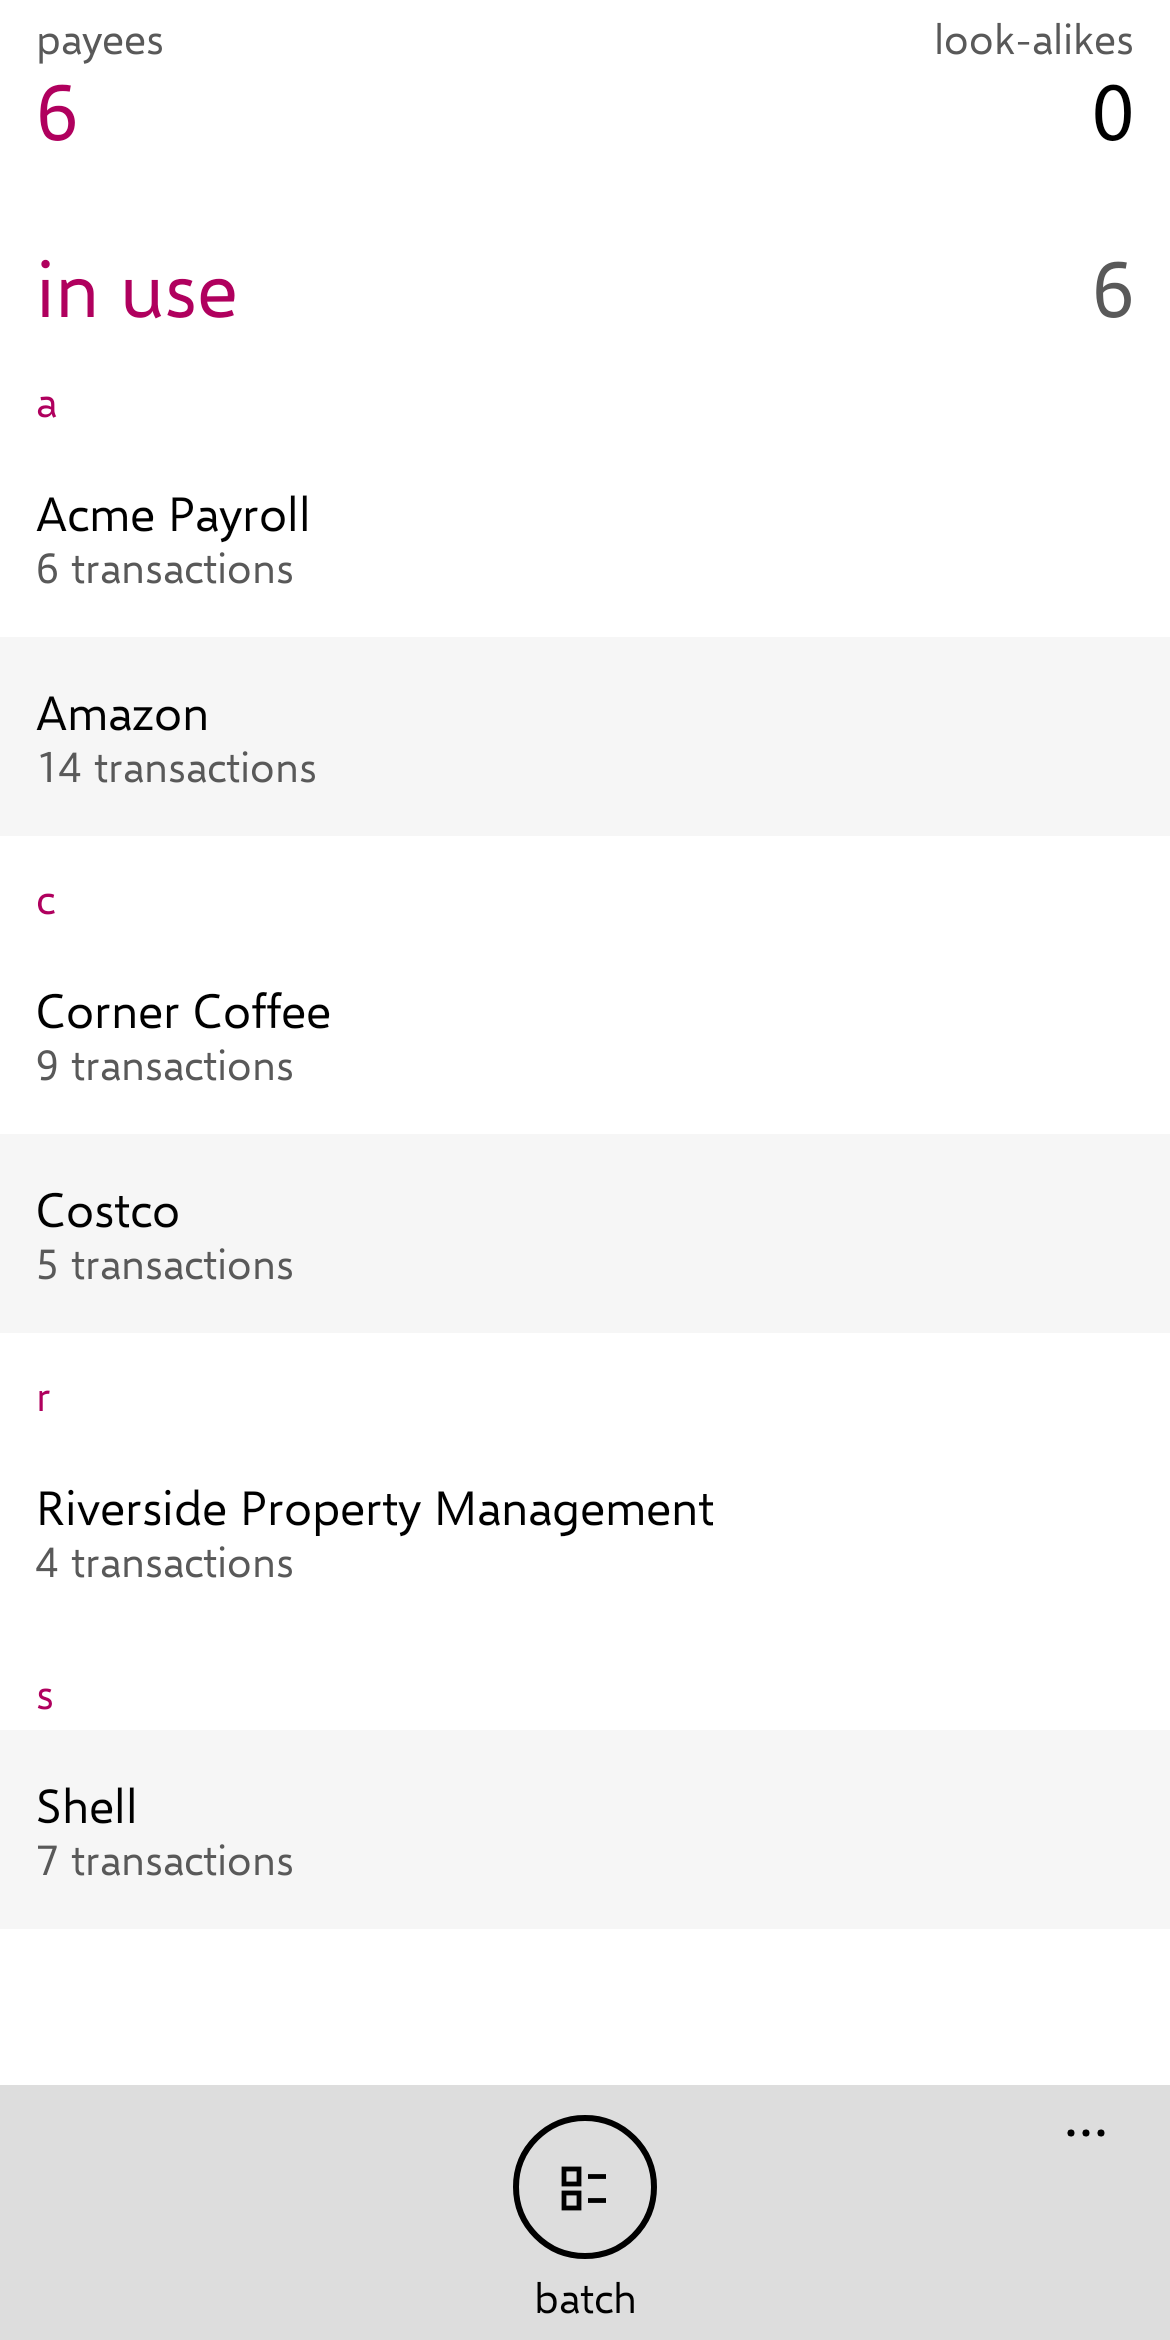 payees look-alikes
6 0
in use 6
a
Acme Payroll
6 transactions
Amazon
14 transactions
c
Corner Coffee
9 transactions
Costco
5 transactions
r
Riverside Property Management
4 transactions
s
Shell
7 transactions
batch